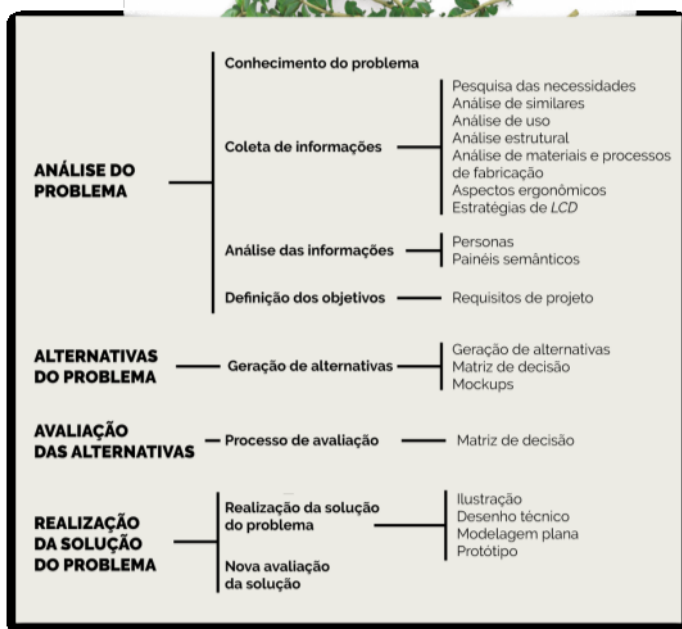 ANÁLISE DO
PROBLEMA
Conhecimento do problema
Coleta de informações
Pesquisa das necessidades
Análise de similares
Análise de uso
Análise estrutural
Análise de materiais e processos
de fabricação
Aspectos ergonômicos
Estratégias de LCD
Análise das informações
Personas
Painéis semânticos
Definição dos objetivos
Requisitos de projeto
ALTERNATIVAS
DO PROBLEMA
Geração de alternativas
Geração de alternativas
Matriz de decisão
Mockups
AVALIAÇÃO
DAS ALTERNATIVAS
Processo de avaliação
Matriz de decisão
REALIZAÇÃO
DA SOLUÇÃO
DO PROBLEMA
Realização da solução
do problema
Ilustração
Desenho técnico
Modelagem plana
Protótipo
Nova avaliação
da solução